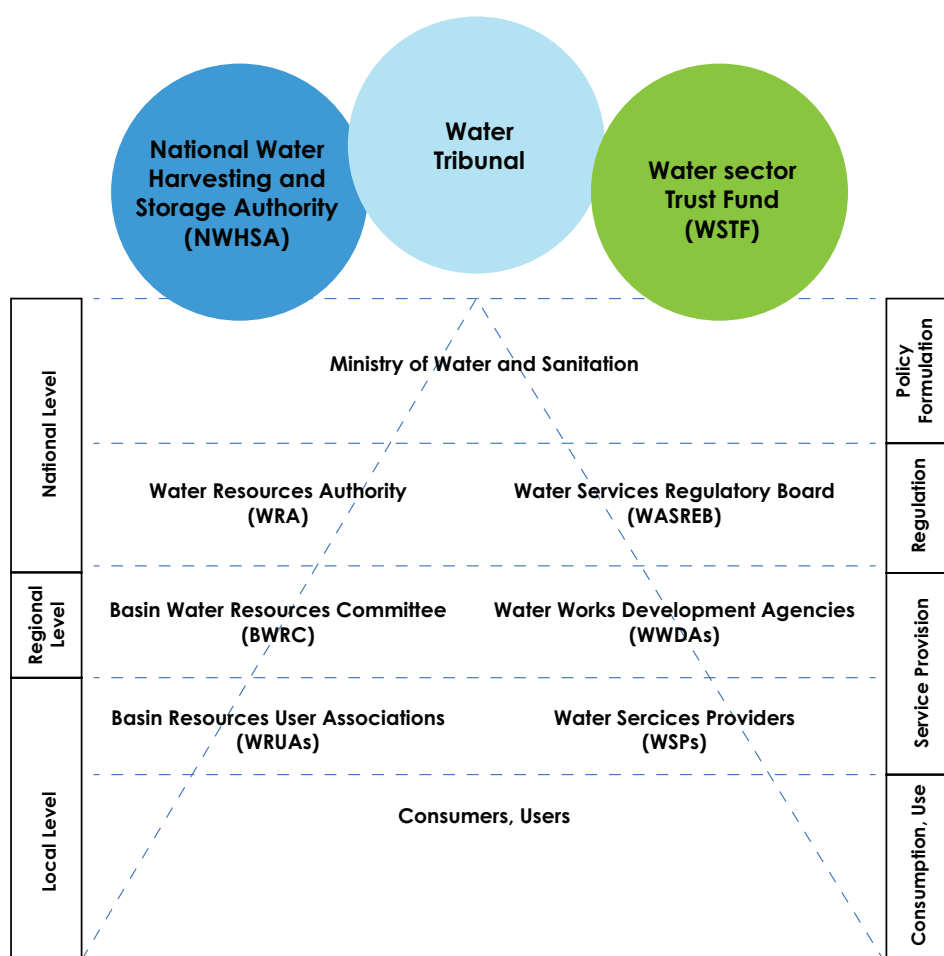 National Water
Harvesting and
Storage Authority
(NWHSA)
Water
Tribunal
Water sector
Trust Fund
(WSTF)
National Level
Regional
Level
Local Level
Ministry of Water and Sanitation
Water Resources Authority
(WRA)
Water Services Regulatory Board
(WASREB)
Basin Water Resources Committee
(BWRC)
Water Works Development Agencies
(WWDAs)
Basin Resources User Associations
(WRUAs)
Water Sercices Providers
(WSPs)
Consumers, Users
Policy
Formulation
Regulation
Service Provision
Consumption, Use